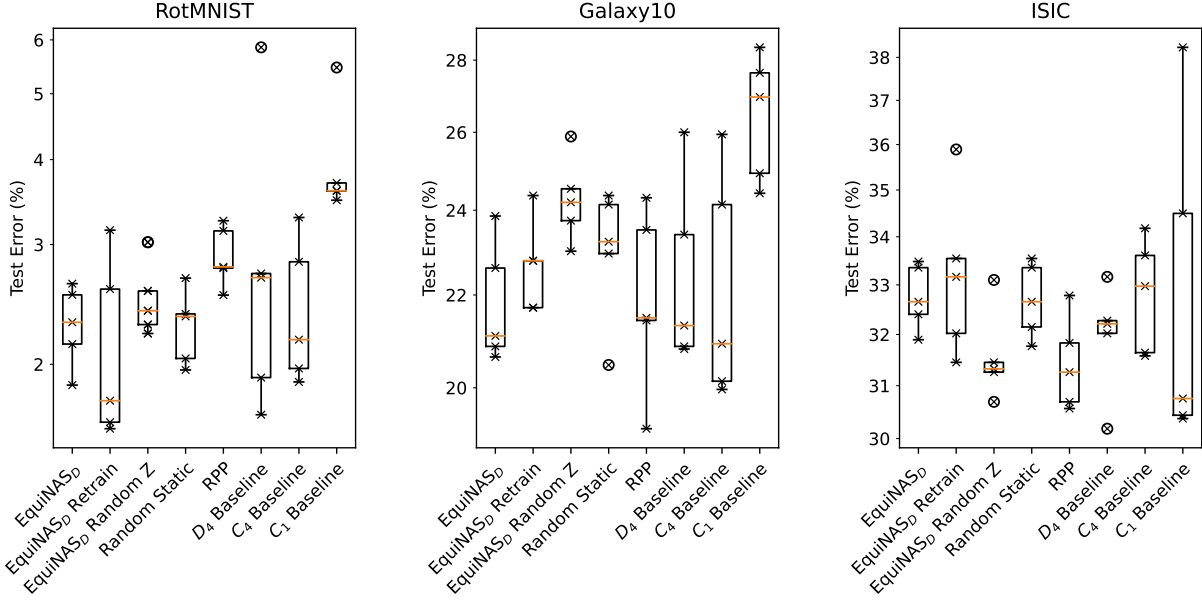 RotMNIST
Test Error (%)
6
5
4
3
2
EquiNAS_D
EquiNAS_D Retrain
EquiNAS_D Random Z
Random Static
RPP
D_4 Baseline
C_4 Baseline
C_1 Baseline
Galaxy10
Test Error (%)
28
26
24
22
20
EquiNAS_D
EquiNAS_D Retrain
EquiNAS_D Random Z
Random Static
RPP
D_4 Baseline
C_4 Baseline
C_1 Baseline
ISIC
Test Error (%)
38
37
36
35
34
33
32
31
30
EquiNAS_D
EquiNAS_D Retrain
EquiNAS_D Random Z
Random Static
RPP
D_4 Baseline
C_4 Baseline
C_1 Baseline